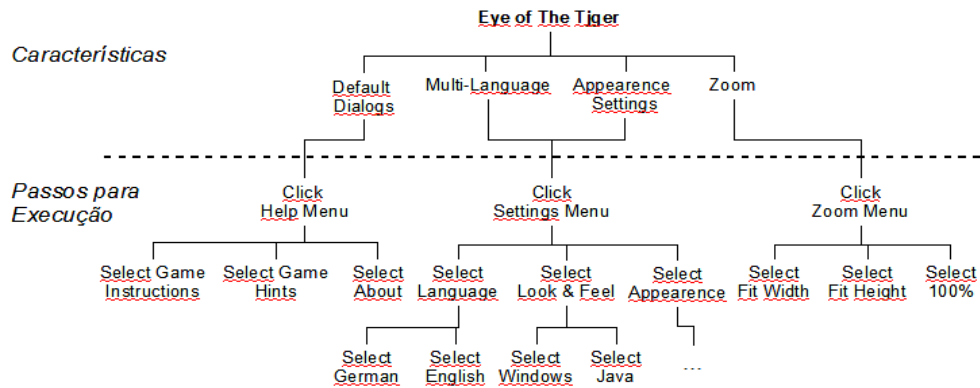 Eye of The Tjger
Características
Default
Dialogs
Multi-Language
Appearence
Settings
Zoom
Passos para
Execução
Click
Help Menu
Click
Settings Menu
Click
Zoom Menu
Select Game
Instructions
Select Game
Hints
Select
About
Select
Language
Select
Look & Feel
Select
Appearence
Select
Fit Width
Select
Fit Height
Select
100%
Select
German
Select
English
Select
Windows
Select
Java
...